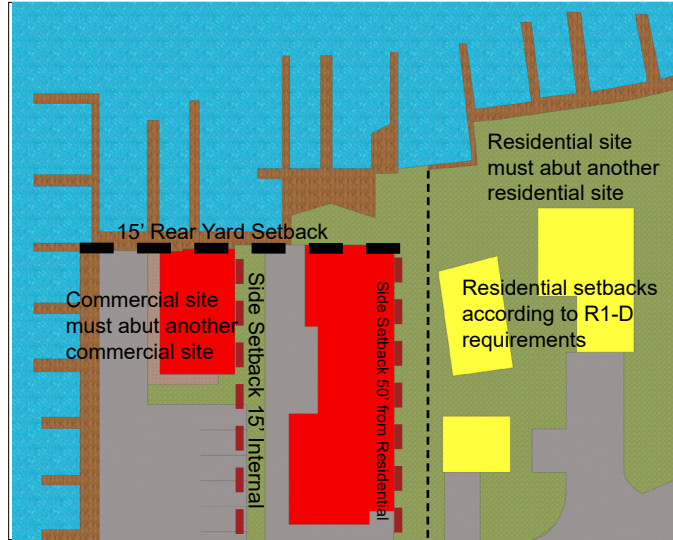 Residential site
must abut another
residential site
15’ Rear Yard Setback
Commercial site
must abut another
commercial site
Side Setback 15’ Internal
Side Setback 50’ from Residential
Residential setbacks
according to R1-D
requirements